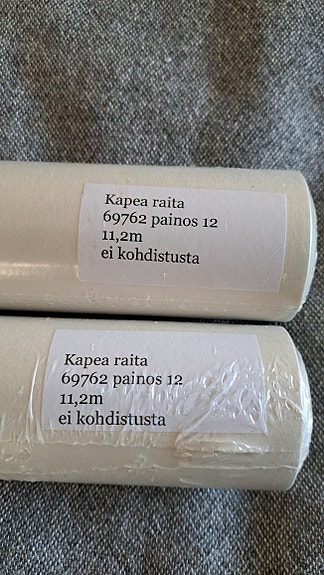 Kapea raita
69762 painos 12
11,2m
ei kohdistusta
Kapea raita
69762 painos 12
11,2m
ei kohdistusta